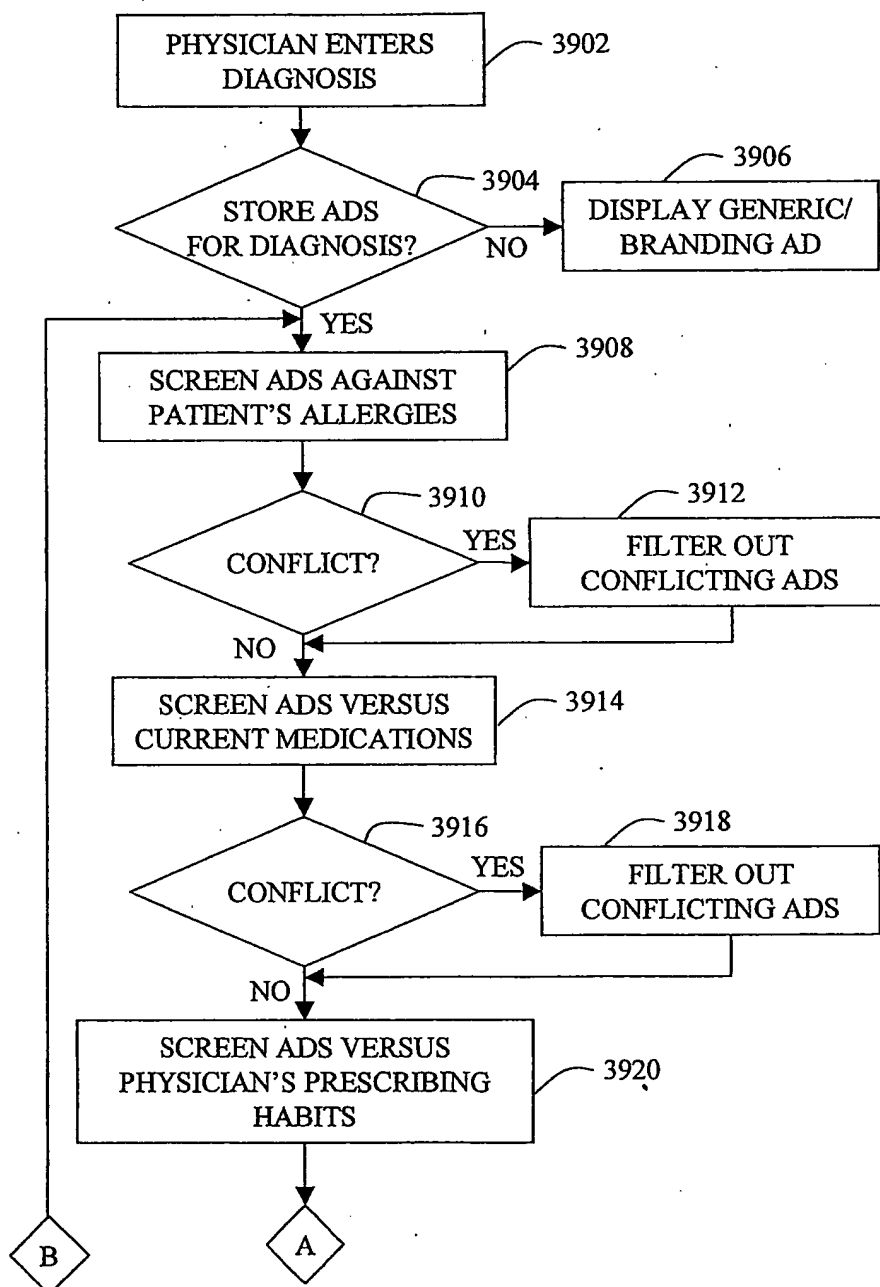 PHYSICIAN ENTERS
DIAGNOSIS
3902
STORE ADS
FOR DIAGNOSIS?
3904
NO
3906
DISPLAY GENERIC/
BRANDING AD
YES
SCREEN ADS AGAINST
PATIENT'S ALLERGIES
3908
CONFLICT?
3910
YES
3912
FILTER OUT
CONFLICTING ADS
NO
SCREEN ADS VERSUS
CURRENT MEDICATIONS
3914
CONFLICT?
3916
YES
3918
FILTER OUT
CONFLICTING ADS
NO
SCREEN ADS VERSUS
PHYSICIAN'S PRESCRIBING
HABITS
3920
B
A